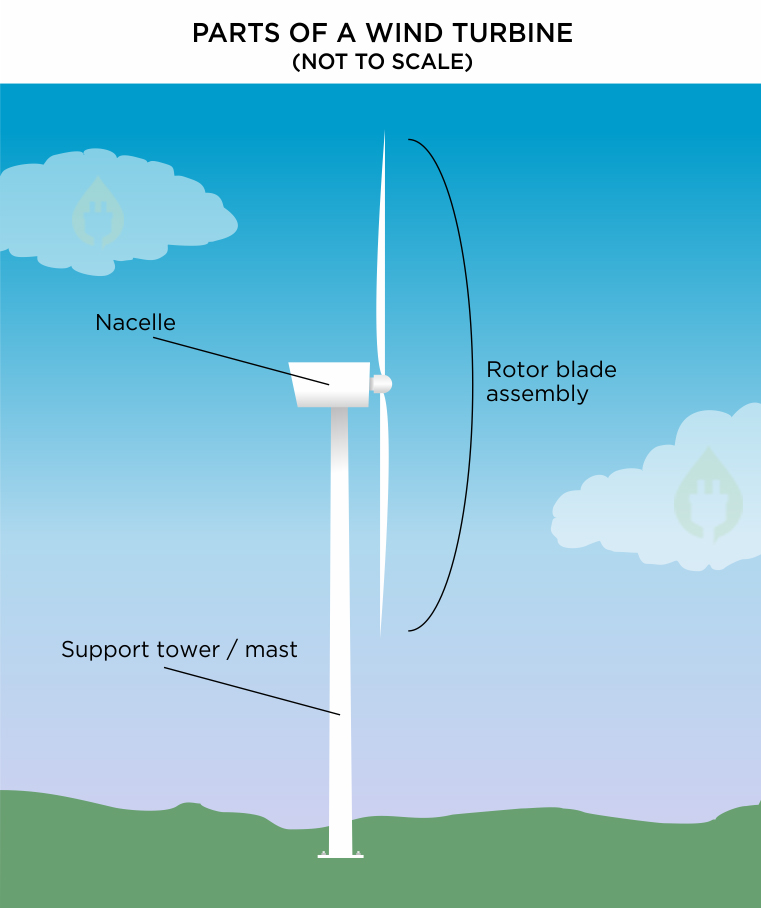 PARTS OF A WIND TURBINE
(NOT TO SCALE)
Nacelle
Rotor blade
assembly
Support tower / mast